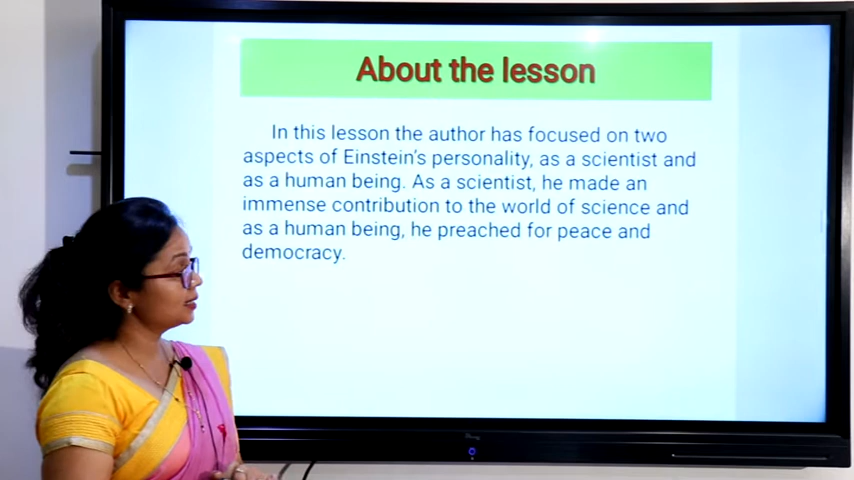 About the lesson
In this lesson the author has focused on two
aspects of Einstein's personality, as a scientist and
as a human being. As a scientist, he made an
immense contribution to the world of science and
as a human being, he preached for peace and
democracy.